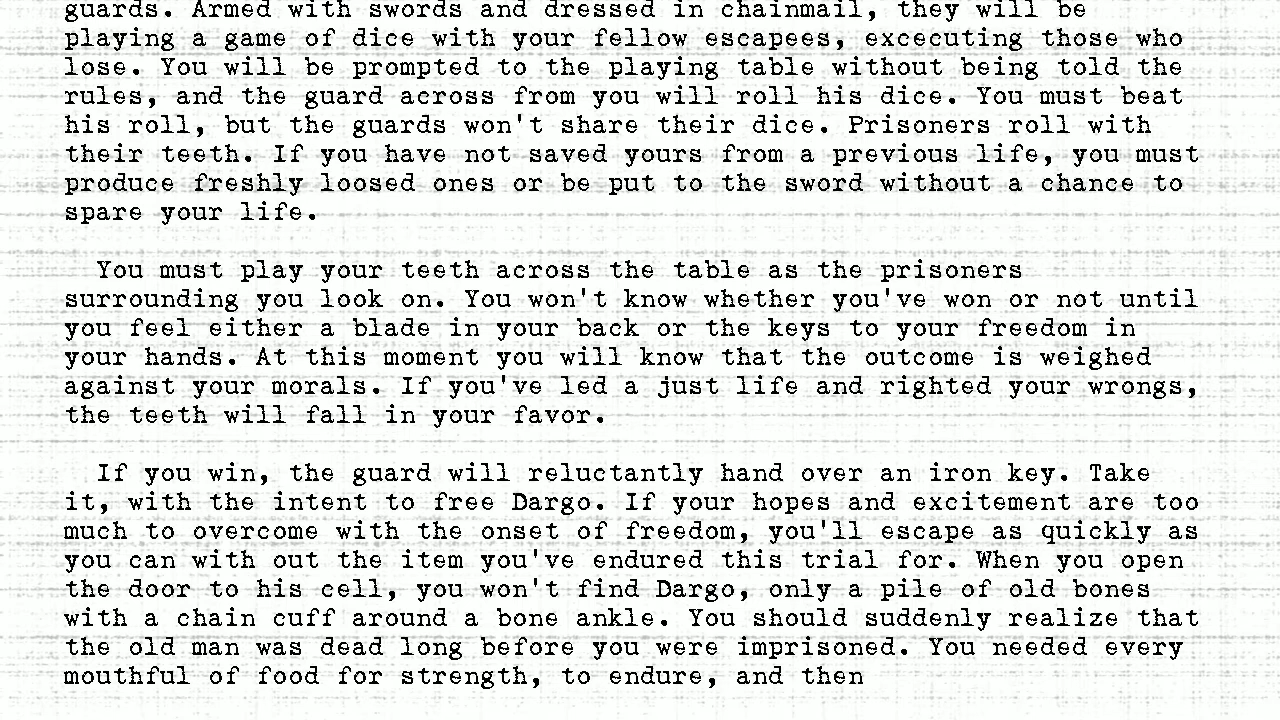 guards. Armed with swords and dressed in chainmail, they will be
playing a game of dice with your fellow escapees, excecuting those who
lose. You will be prompted to the playing table without being told the
rules, and the guard across from you will roll his dice. You must beat
his roll, but the guards won't share their dice. Prisoners roll with
their teeth. If you have not saved yours from a previous life, you must
produce freshly loosed ones or be put to the sword without a chance to
spare your life.
You must play your teeth across the table as the prisoners
surrounding you look on. You won't know whether you've won or not until
you feel either a blade in your back or the keys to your freedom in
your hands. At this moment you will know that the outcome is weighed
against your morals. If you've led a just life and righted your wrongs,
the teeth will fall in your favor.
If you win, the guard will reluctantly hand over an iron key. Take
it, with the intent to free Dargo. If your hopes and excitement are too
much to overcome with the onset of freedom, you'll escape as quickly as
you can with out the item you've endured this trial for. When you open
the door to his cell, you won't find Dargo, only a pile of old bones
with a chain cuff around a bone ankle. You should suddenly realize that
the old man was dead long before you were imprisoned. You needed every
mouthful of food for strength, to endure, and then